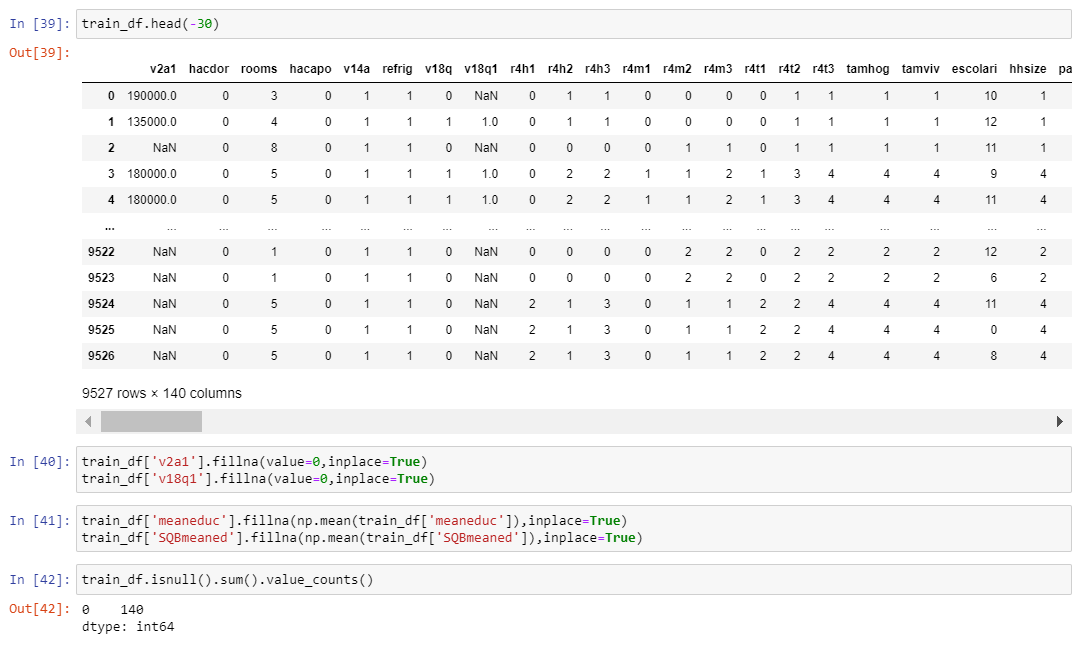 In [39]: train_df.head(-30)
Out[39]:
v2a1 hacdor rooms hacapo v14a refrig v18q v18q1 r4h1 r4h2 r4h3 r4m1 r4m2 r4m3 r4t1 r4t2 r4t3 tamhog tamviv escolari hhsize pa
0 190000.0 0 3 0 1 1 0 NaN 0 1 1 0 0 0 0 1 1 1 1 10 1
1 135000.0 0 4 0 1 1 1 1.0 0 1 1 0 0 0 0 1 1 1 1 12 1
2 NaN 0 8 0 1 1 0 NaN 0 0 0 0 1 1 0 1 1 1 1 11 1
3 180000.0 0 5 0 1 1 1 1.0 0 2 2 1 1 2 1 3 4 4 4 9 4
4 180000.0 0 5 0 1 1 1 1.0 0 2 2 1 1 2 1 3 4 4 4 11 4
... ... ... ... ... ... ... ... ... ... ... ... ... ... ... ... ... ... ... ... ... ...
9522 NaN 0 1 0 1 1 0 NaN 0 0 0 0 2 2 0 2 2 2 2 12 2
9523 NaN 0 1 0 1 1 0 NaN 0 0 0 0 2 2 0 2 2 2 2 6 2
9524 NaN 0 5 0 1 1 0 NaN 2 1 3 0 1 1 2 2 4 4 4 11 4
9525 NaN 0 5 0 1 1 0 NaN 2 1 3 0 1 1 2 2 4 4 4 0 4
9526 NaN 0 5 0 1 1 0 NaN 2 1 3 0 1 1 2 2 4 4 4 8 4
9527 rows × 140 columns
In [40]: train_df['v2a1'].fillna(value=0,inplace=True)
train_df['v18q1'].fillna(value=0,inplace=True)
In [41]: train_df['meaneduc'].fillna(np.mean(train_df['meaneduc']),inplace=True)
train_df['SQBmeaned'].fillna(np.mean(train_df['SQBmeaned']),inplace=True)
In [42]: train_df.isnull().sum().value_counts()
Out[42]: 0    140
dtype: int64